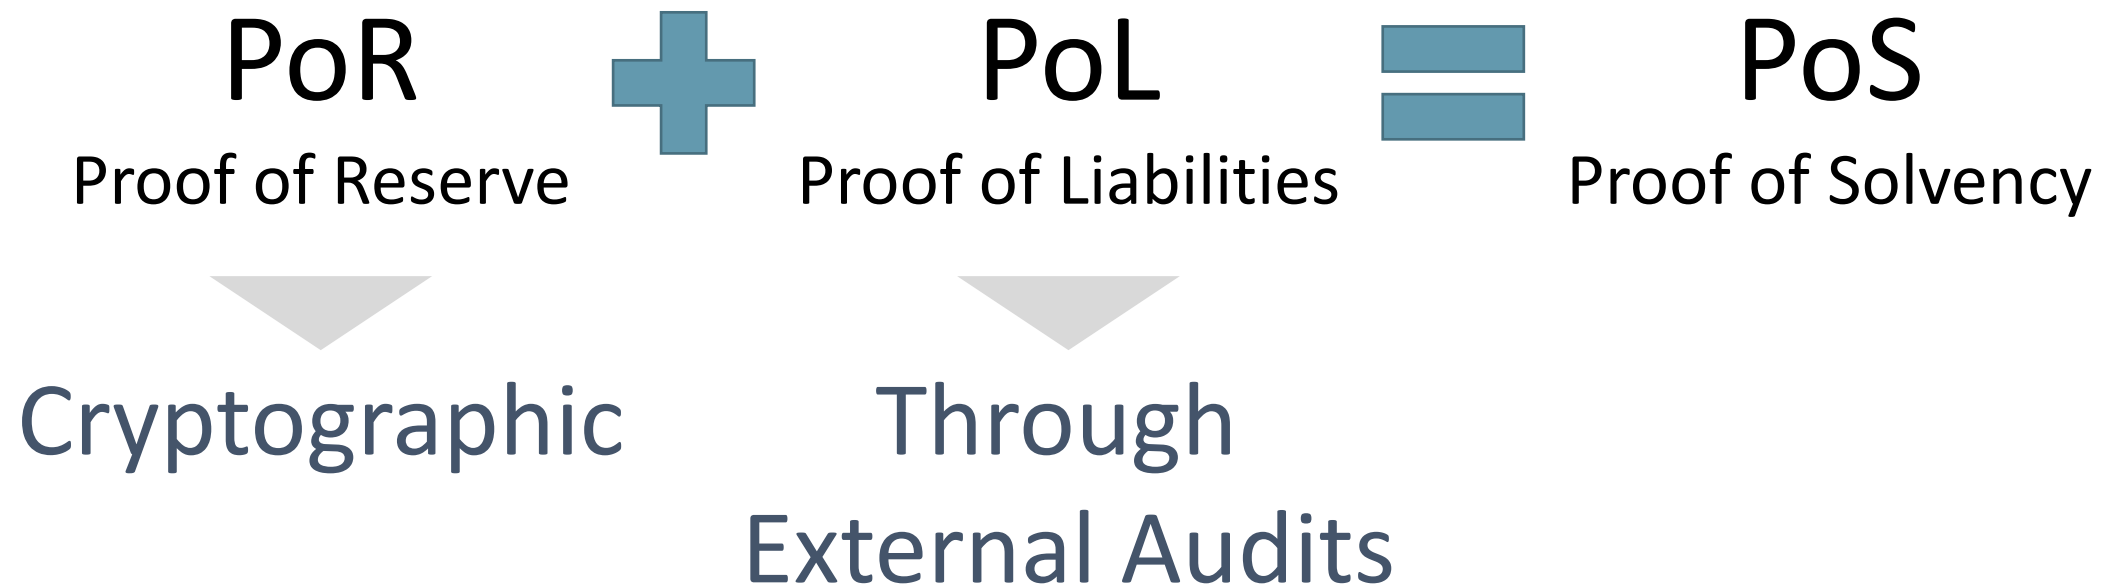 PoR PoL PoS
Proof of Reserve Proof of Liabilities Proof of Solvency
Cryptographic Through
External Audits